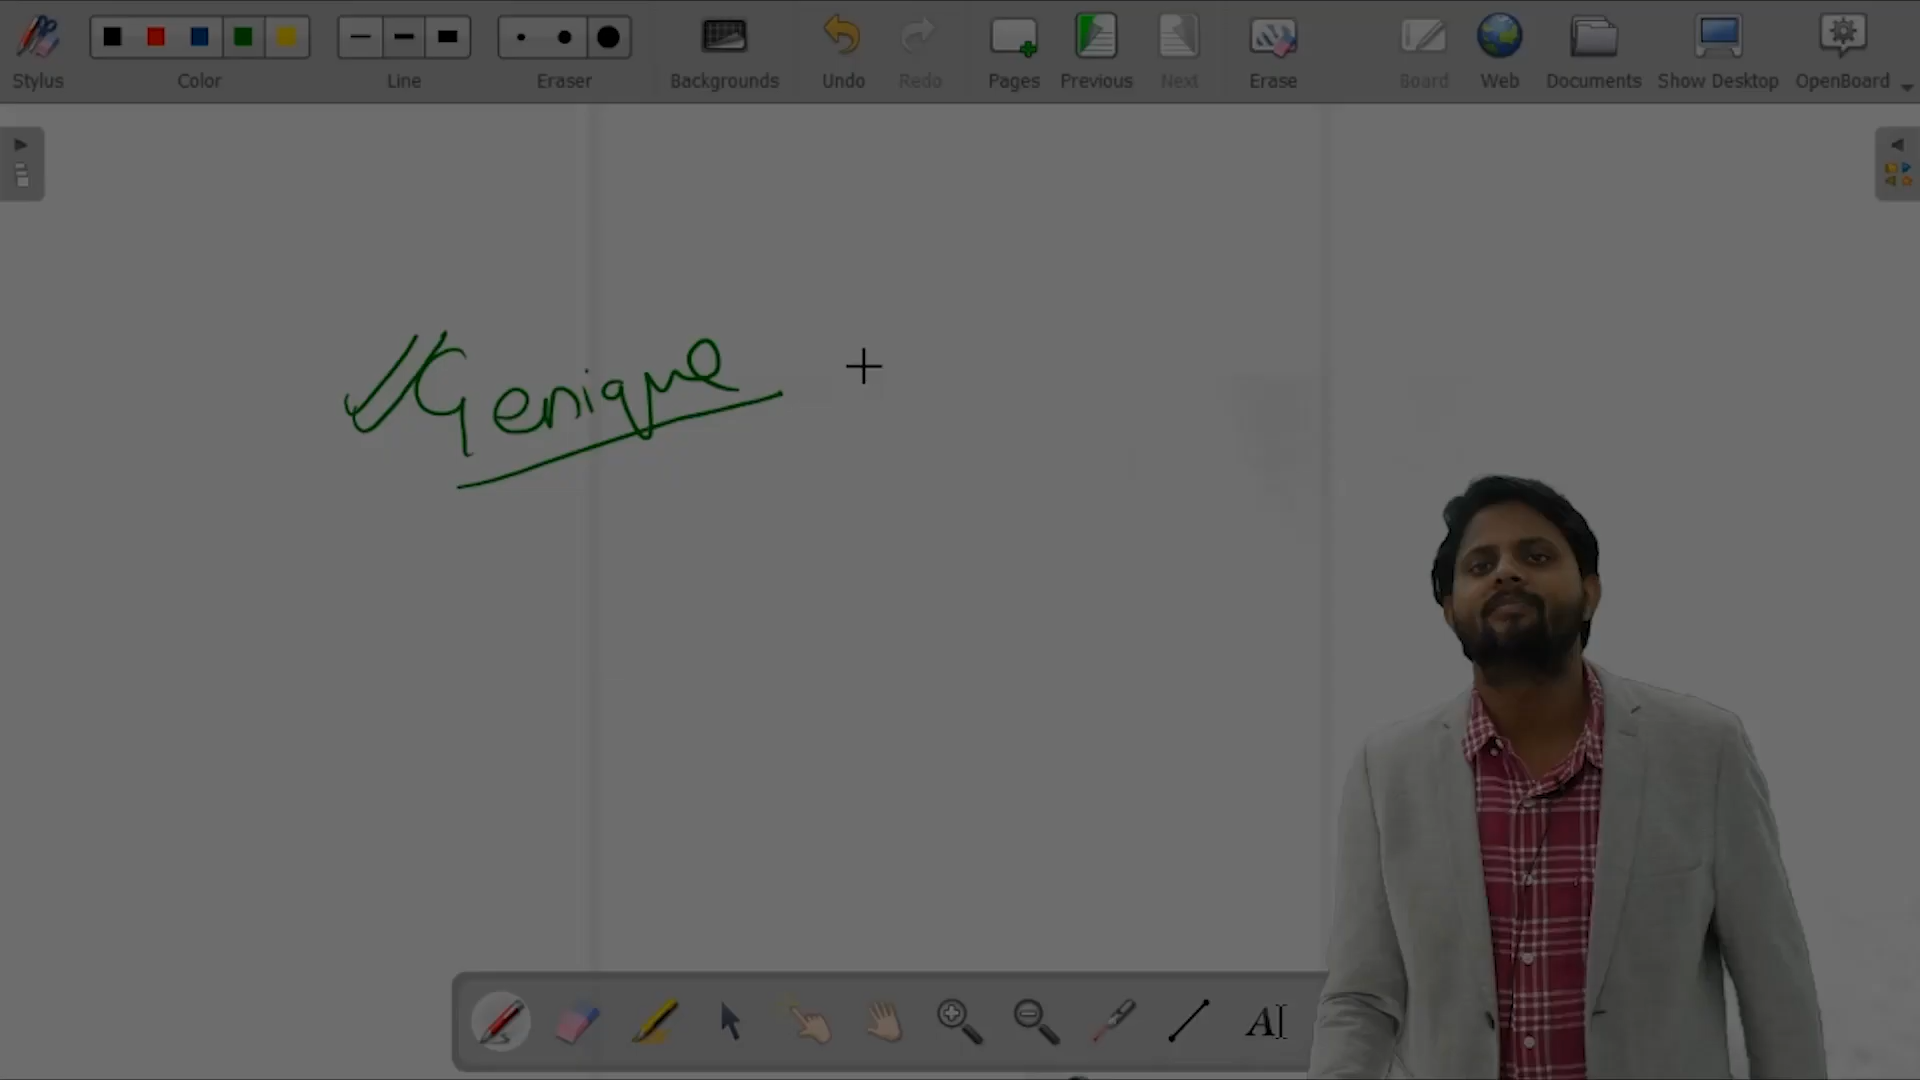 Stylus Color Line Eraser Backgrounds Undo Redo Pages Previous Next Erase Board Web Documents Show Desktop OpenBoard
Genique
A